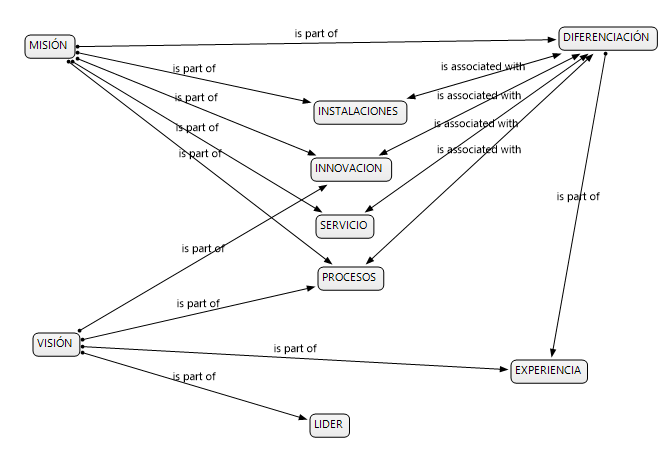 is part of
DIFERENCIACIÓN
MISIÓN
is part of
is associated with
is part of
is associated with
INSTALACIONES
is part of
is associated with
is part of
is associated with
INNOVACION
is part of
SERVICIO
is part of
PROCESOS
is part of
VISIÓN
is part of
EXPERIENCIA
is part of
LIDER